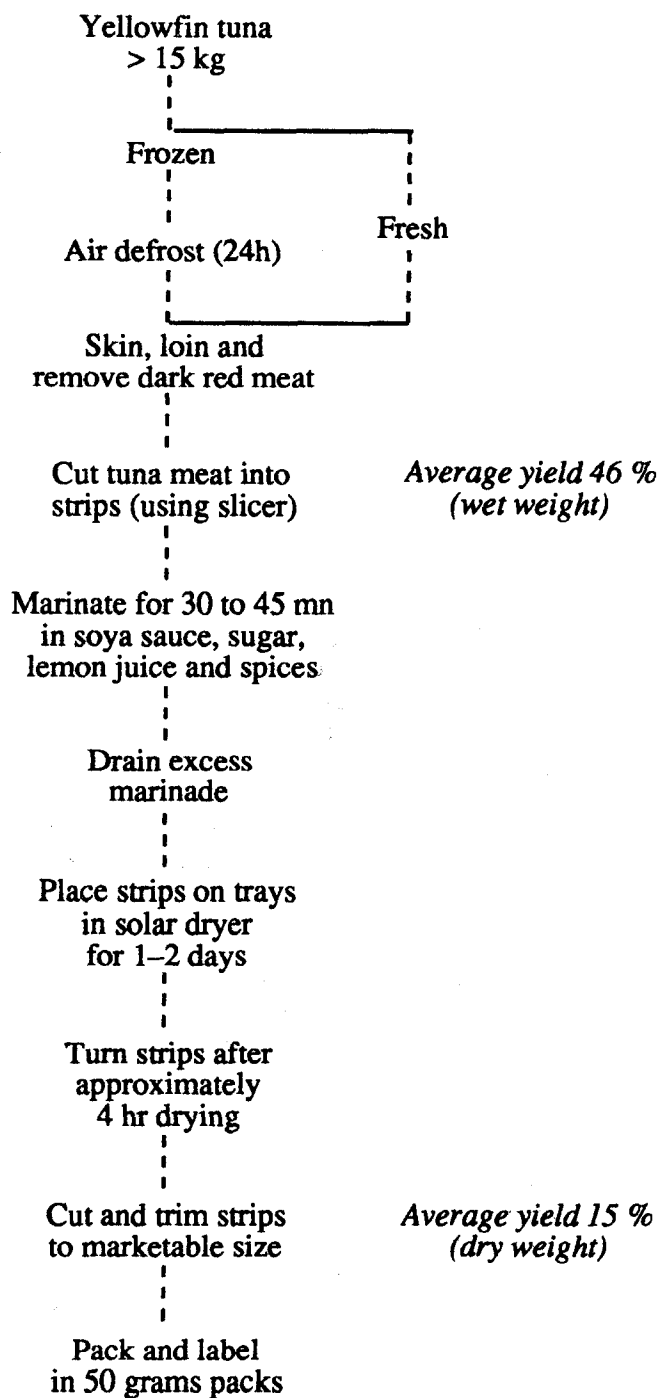 Yellowfin tuna
> 15 kg
Frozen
Fresh
Air defrost (24h)
Skin, loin and
remove dark red meat
Cut tuna meat into
strips (using slicer)
Average yield 46 %
(wet weight)
Marinate for 30 to 45 mn
in soya sauce, sugar,
lemon juice and spices
Drain excess
marinade
Place strips on trays
in solar dryer
for 1–2 days
Turn strips after
approximately
4 hr drying
Cut and trim strips
to marketable size
Average yield 15 %
(dry weight)
Pack and label
in 50 grams packs